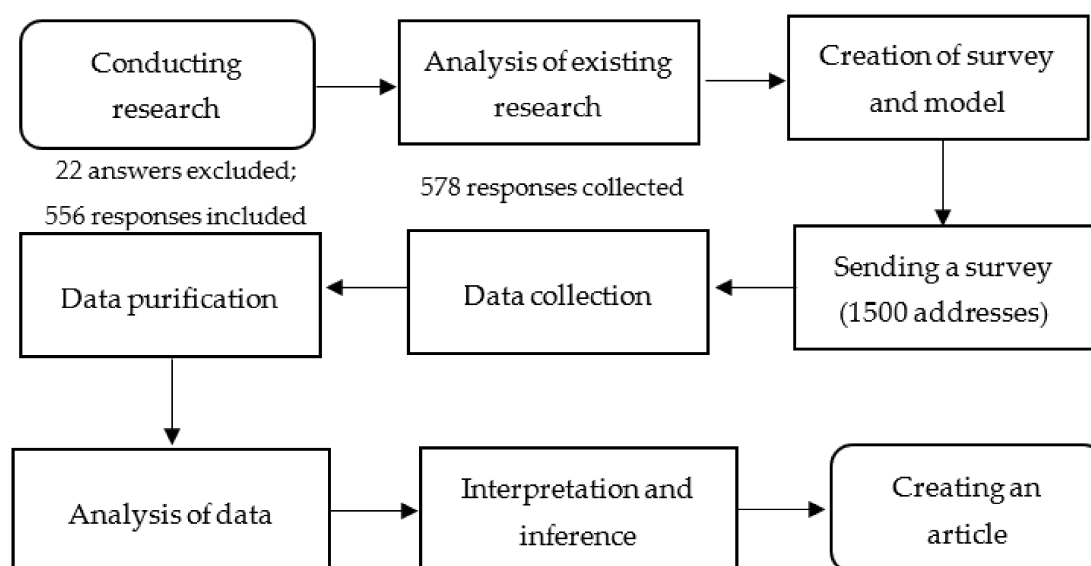 Conducting
research
Analysis of existing
research
Creation of survey
and model
22 answers excluded;
556 responses included
578 responses collected
Sending a survey
(1500 addresses)
Data collection
Data purification
Analysis of data
Interpretation and
inference
Creating an
article